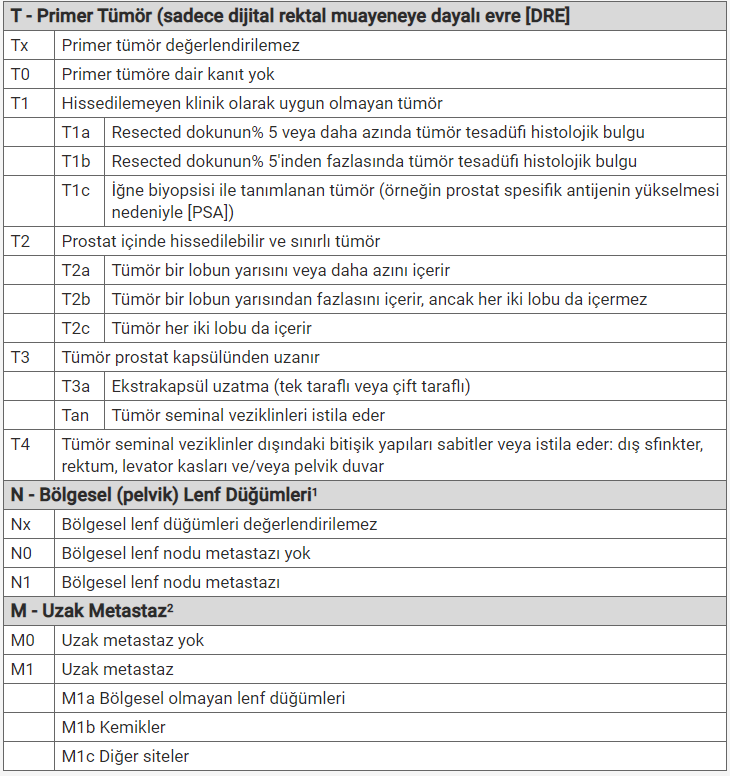 T - Primer Tümör (sadece dijital rektal muayeneye dayalı evre [DRE]
Tx Primer tümör değerlendirilemez
T0 Primer tümöre dair kanıt yok
T1 Hissedilemeyen klinik olarak uygun olmayan tümör
T1a Resected dokunun% 5 veya daha azında tümör tesadüfi histolojik bulgu
T1b Resected dokunun% 5'inden fazlasında tümör tesadüfi histolojik bulgu
T1c İğne biyopsisi ile tanımlanan tümör (örneğin prostat spesifik antijenin yükselmesi
nedeniyle [PSA])
T2 Prostat içinde hissedilebilir ve sınırlı tümör
T2a Tümör bir lobun yarısını veya daha azını içerir
T2b Tümör bir lobun yarısından fazlasını içerir, ancak her iki lobu da içermez
T2c Tümör her iki lobu da içerir
T3 Tümör prostat kapsülünden uzanır
T3a Ekstrakapsül uzatma (tek taraflı veya çift taraflı)
Tan Tümör seminal veziklinleri istila eder
T4 Tümör seminal veziklinler dışındaki bitişik yapıları sabitler veya istila eder: dış sfinkter,
rektum, levator kasları ve/veya pelvik duvar
N - Bölgesel (pelvik) Lenf Düğümleri¹
Nx Bölgesel lenf düğümleri değerlendirilemez
N0 Bölgesel lenf nodu metastazı yok
N1 Bölgesel lenf nodu metastazı
M - Uzak Metastaz²
M0 Uzak metastaz yok
M1 Uzak metastaz
M1a Bölgesel olmayan lenf düğümleri
M1b Kemikler
M1c Diğer siteler